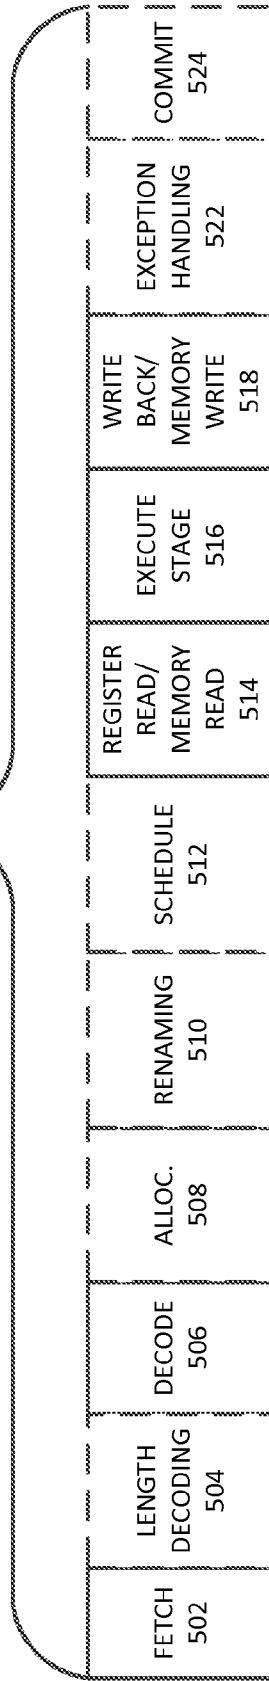 FETCH
502
LENGTH
DECODING
504
DECODE
506
ALLOC.
508
RENAMING
510
SCHEDULE
512
REGISTER
READ/
MEMORY
READ
514
EXECUTE
STAGE
516
WRITE
BACK/
MEMORY
WRITE
518
EXCEPTION
HANDLING
522
COMMIT
524